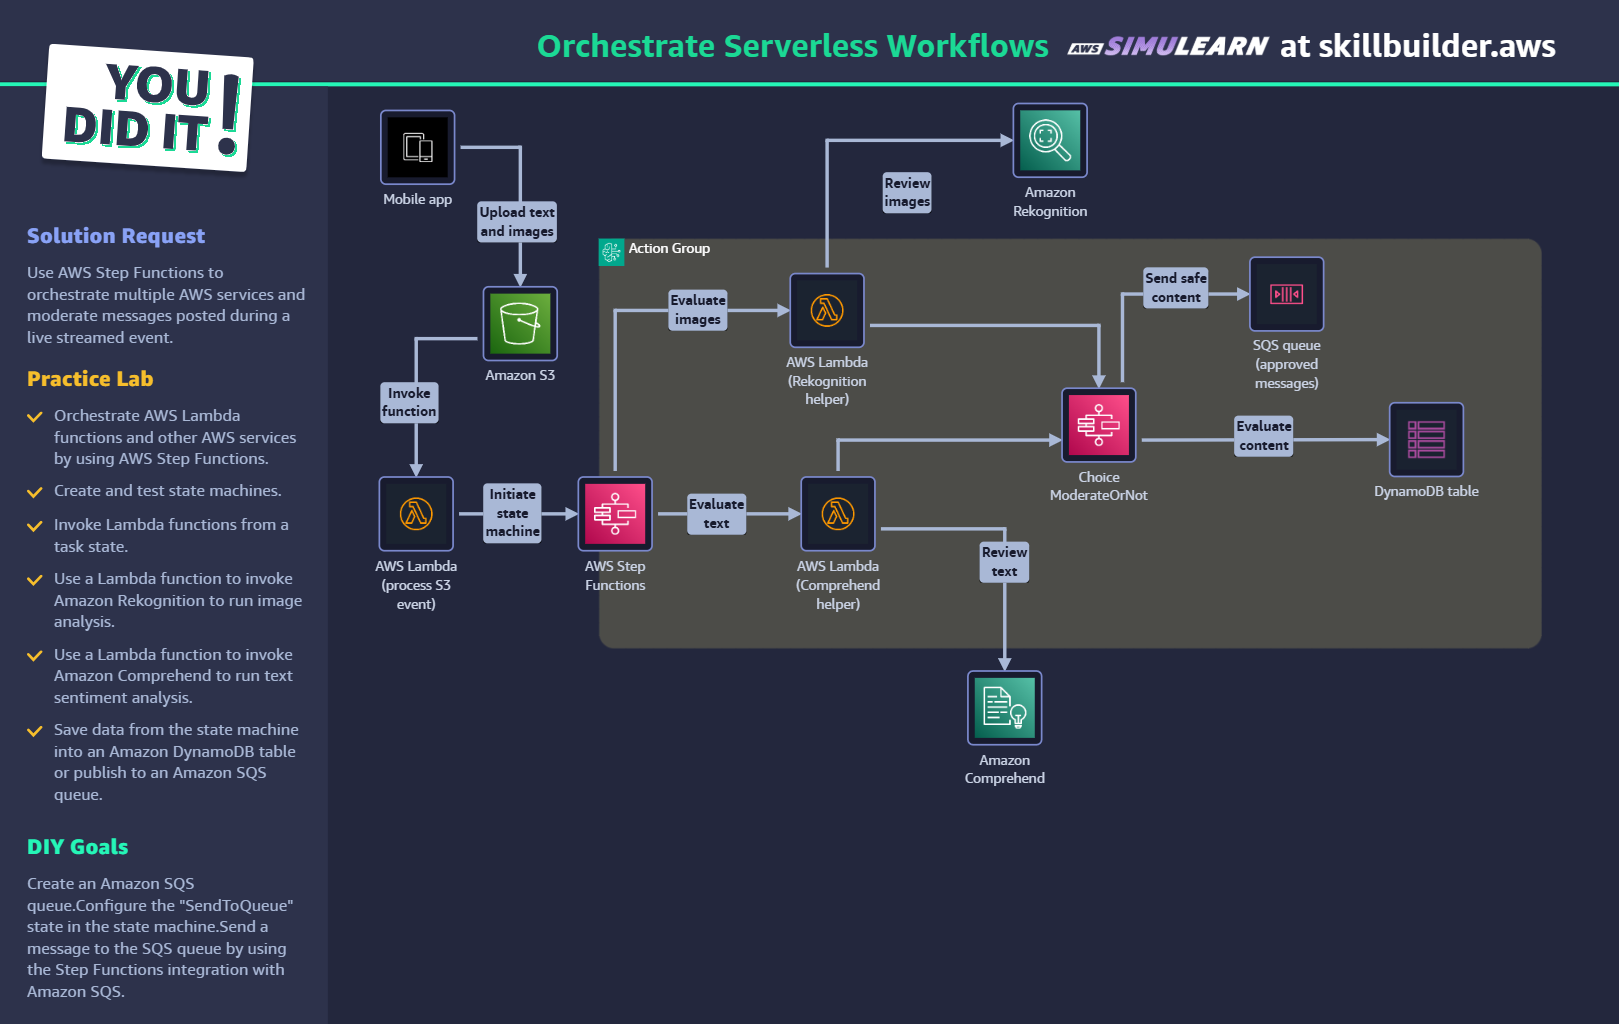 Orchestrate Serverless Workflows AWS SIMULEARN at skillbuilder.aws
YOU
DID IT!
Solution Request
Use AWS Step Functions to
orchestrate multiple AWS services and
moderate messages posted during a
live streamed event.
Practice Lab
Orchestrate AWS Lambda
functions and other AWS services
by using AWS Step Functions.
Create and test state machines.
Invoke Lambda functions from a
task state.
Use a Lambda function to invoke
Amazon Rekognition to run image
analysis.
Use a Lambda function to invoke
Amazon Comprehend to run text
sentiment analysis.
Save data from the state machine
into an Amazon DynamoDB table
or publish to an Amazon SQS
queue.
DIY Goals
Create an Amazon SQS
queue.Configure the "SendToQueue"
state in the state machine.Send a
message to the SQS queue by using
the Step Functions integration with
Amazon SQS.
Mobile app
Upload text
and images
Amazon S3
Invoke
function
AWS Lambda
(process S3
event)
Initiate
state
machine
AWS Step
Functions
Action Group
Evaluate
images
AWS Lambda
(Rekognition
helper)
Review
images
Amazon
Rekognition
Evaluate
text
AWS Lambda
(Comprehend
helper)
Review
text
Amazon
Comprehend
Choice
ModerateOrNot
Send safe
content
SQS queue
(approved
messages)
Evaluate
content
DynamoDB table